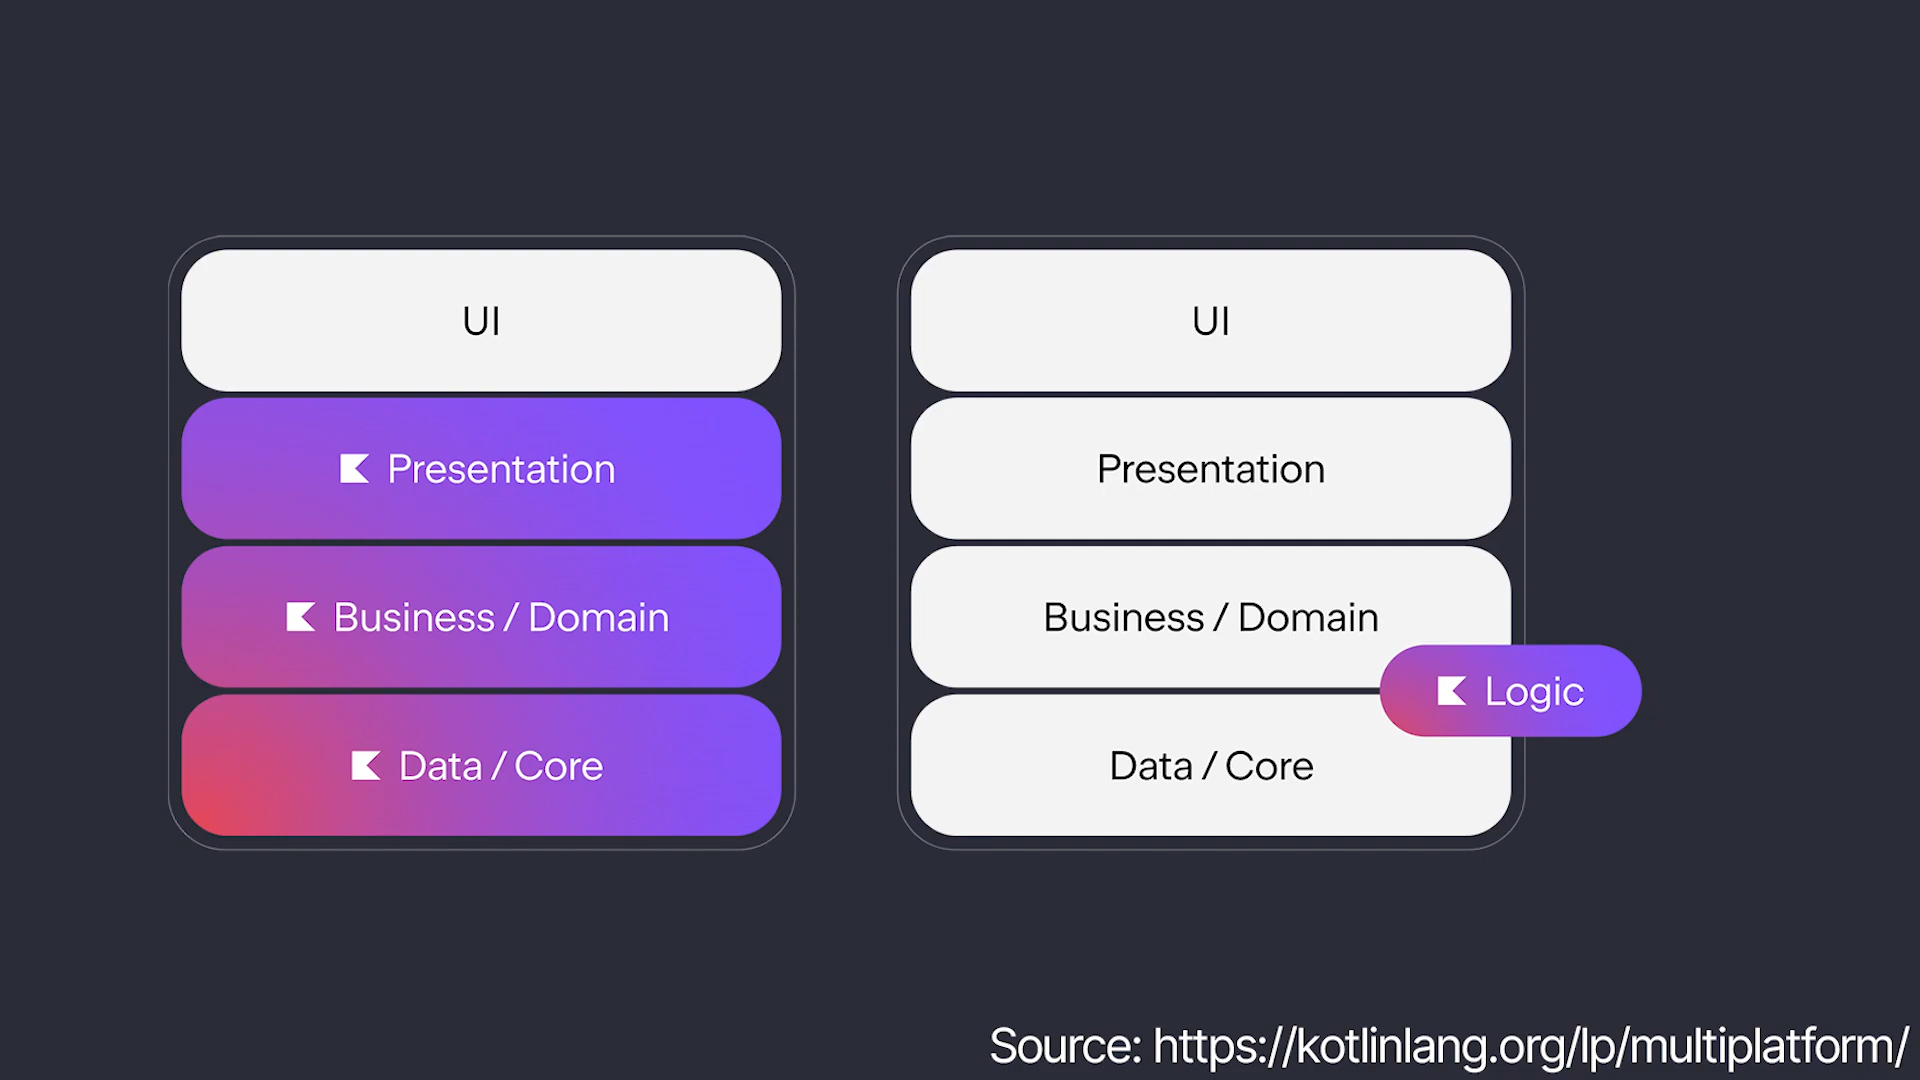 UI
Presentation
Business / Domain
Data / Core
UI
Presentation
Business / Domain
Logic
Data / Core
Source: https://kotlinlang.org/lp/multiplatform/